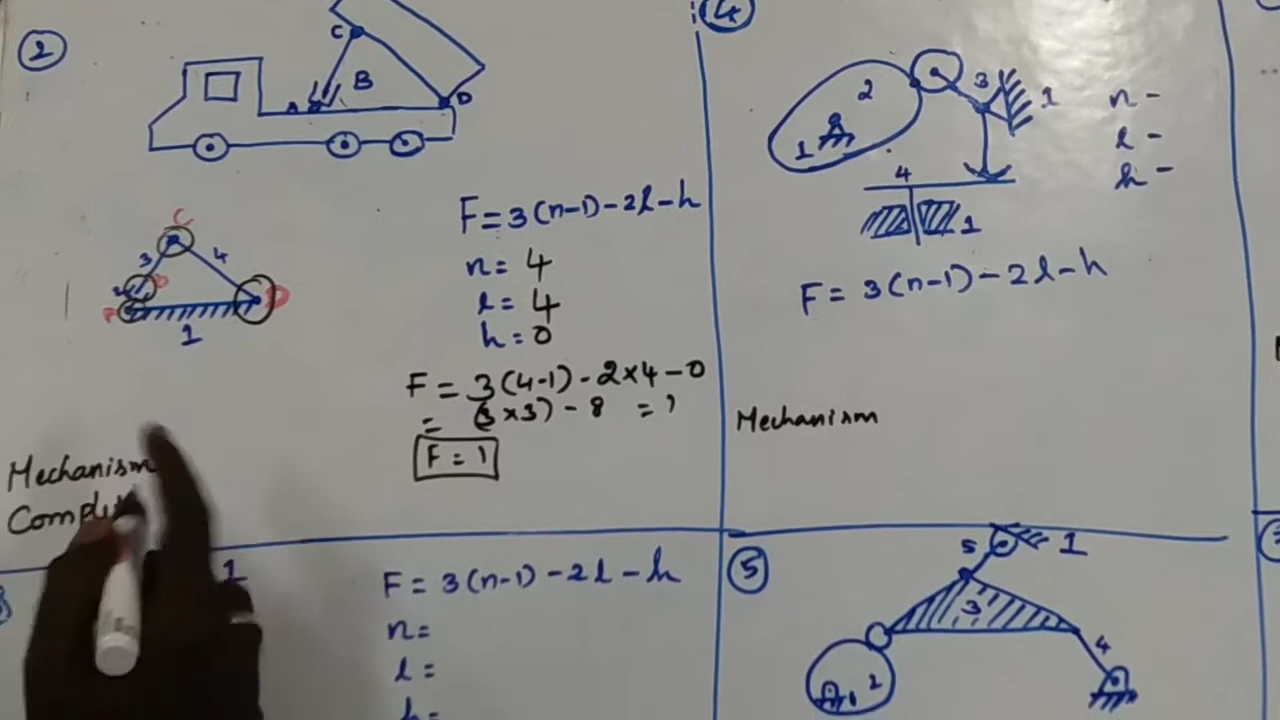 2
C
B
A
D
C
3
4
2
B
D
1
F = 3(n-1) - 2l - h
n = 4
l = 4
h = 0
F = 3(4-1) - 2×4 - 0
= (3×3) - 8 = 1
F = 1
Mechanism
4
2
3
1
1
4
1
n -
l -
h -
F = 3(n-1) - 2l - h
Mechanism
1
F = 3(n-1) - 2l - h
n =
l =
h =
5
5
1
3
4
2
1